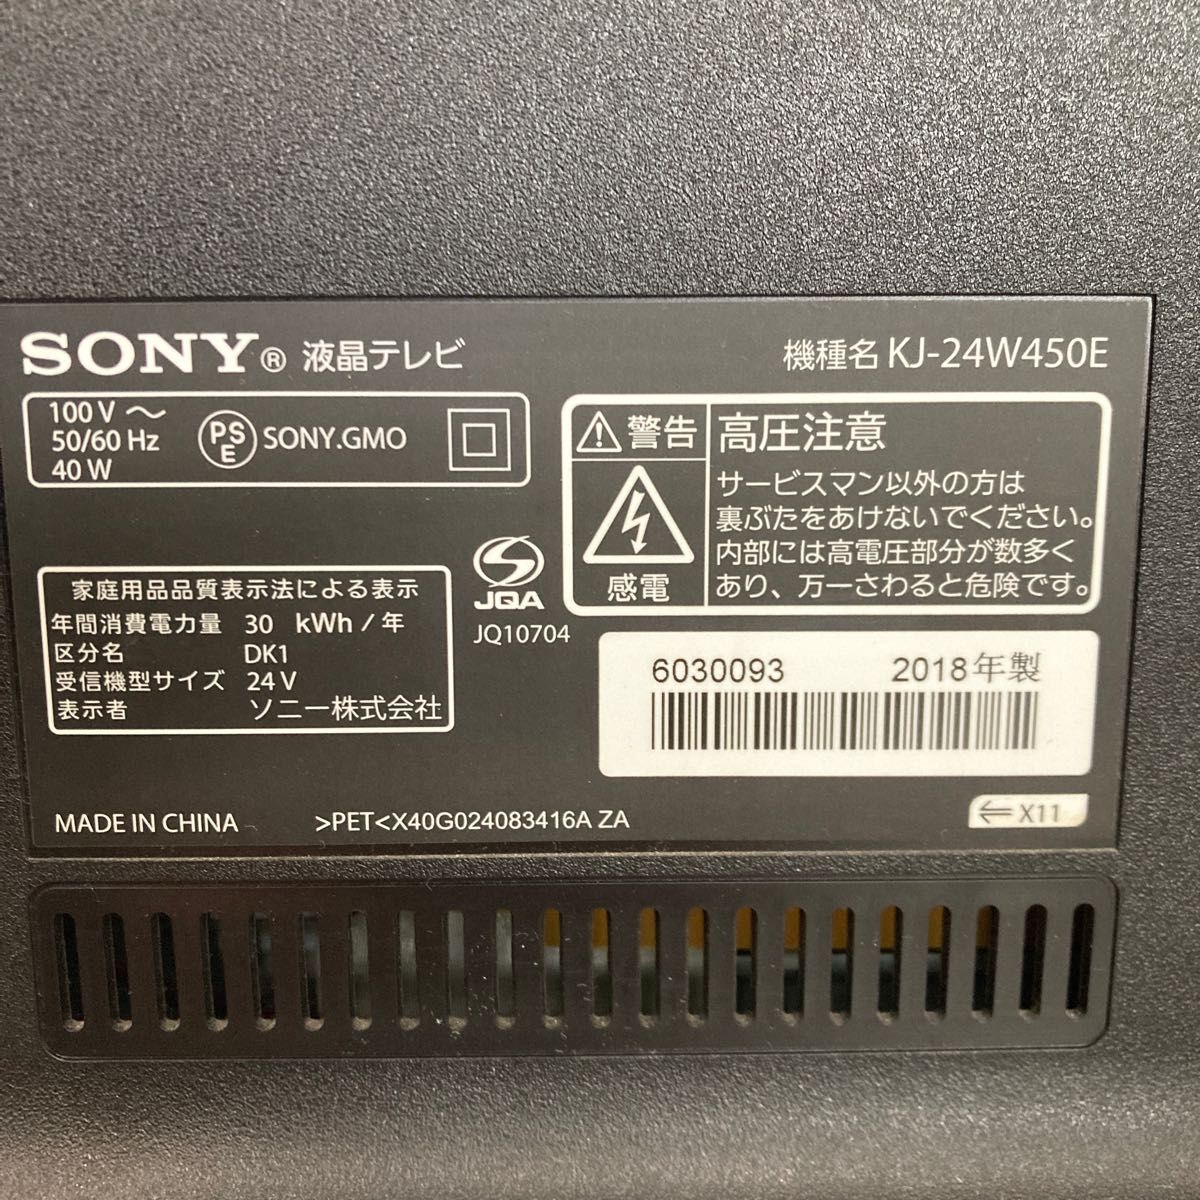 SONY® 液晶テレビ
機種名 KJ-24W450E
100 V ～
50/60 Hz
40 W
PSE SONY.GMO
警告
感電
高圧注意
サービスマン以外の方は
裏ぶたをあけないでください。
内部には高電圧部分が数多く
あり、万一さわると危険です。
JQA
JQ10704
家庭用品品質表示法による表示
年間消費電力量 30 kWh / 年
区分名 DK1
受信機型サイズ 24 V
表示者 ソニー株式会社
6030093 2018年製
MADE IN CHINA >PET<X40G024083416A ZA
⇐ X11